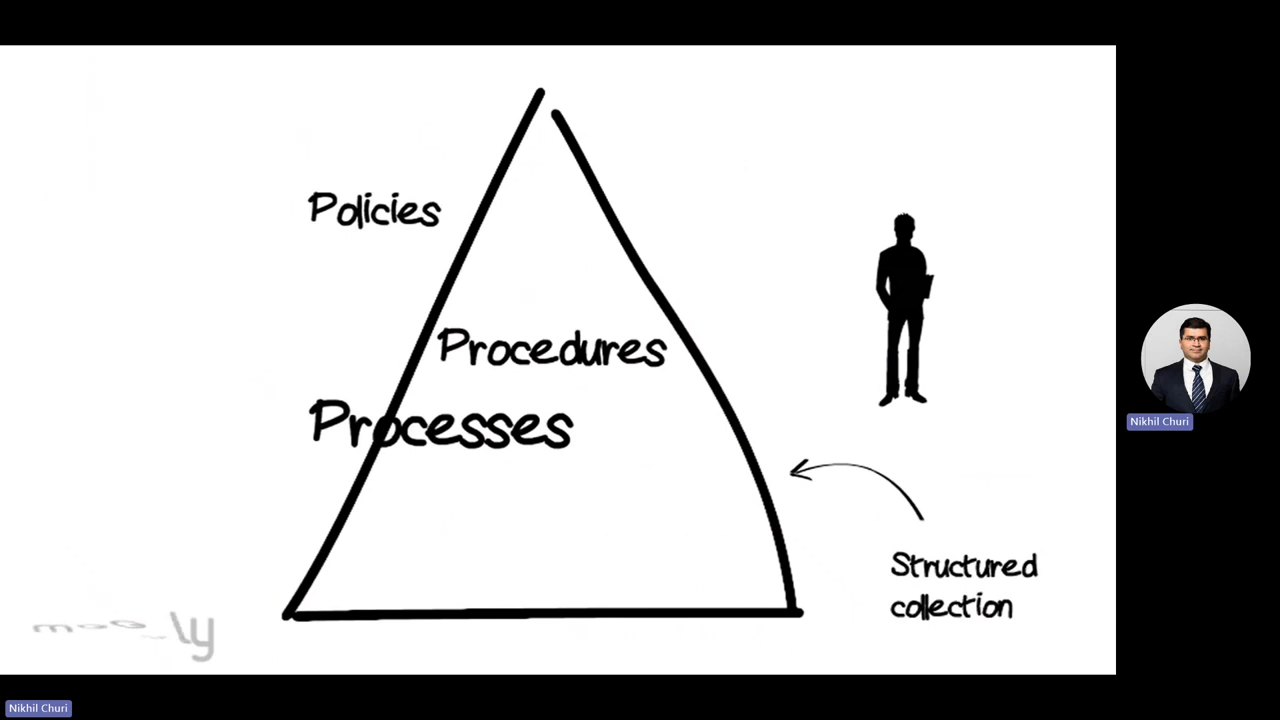 Policies
Procedures
Processes
Structured
collection
Nikhil Churi
Nikhil Churi